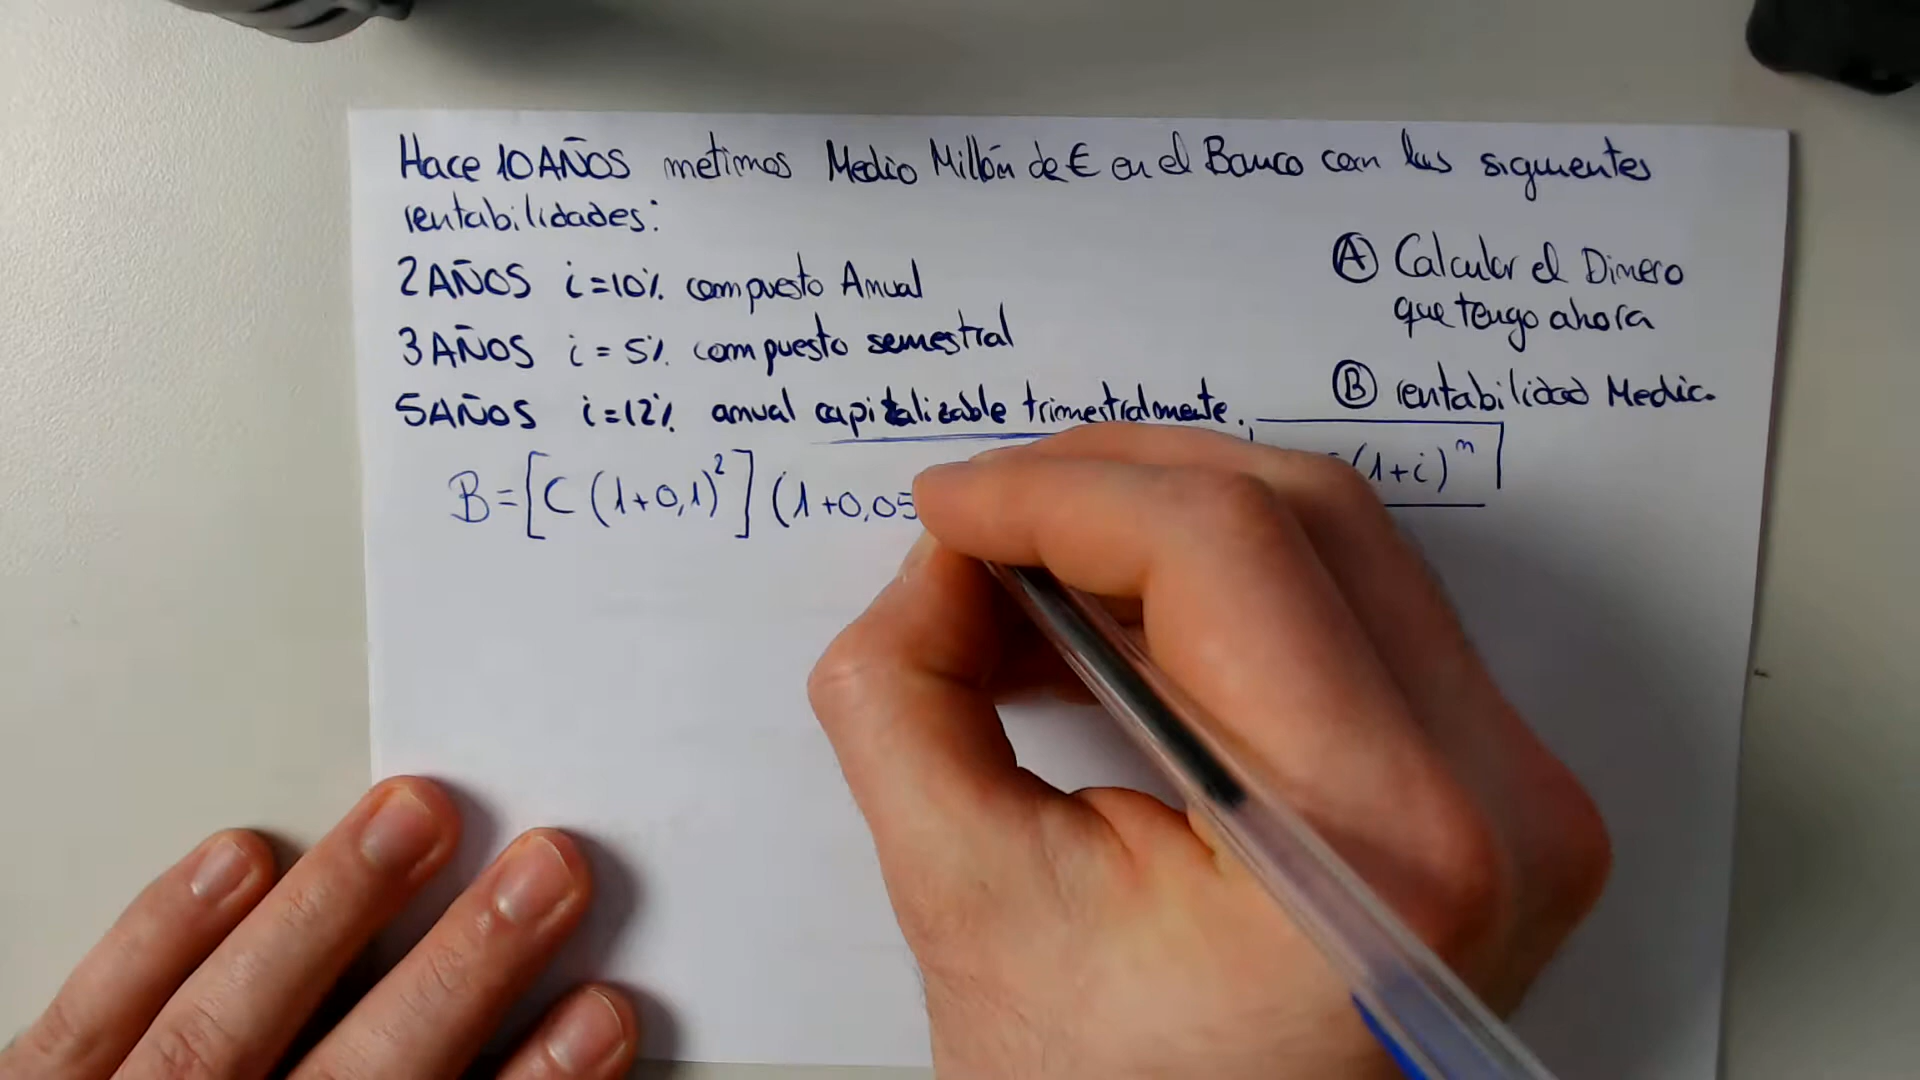 Hace 10 AÑOS metimos Medio Millón de € en el Banco con las siguientes
rentabilidades:
2 AÑOS i=10% compuesto Anual
3 AÑOS i = 5% compuesto semestral
5 AÑOS i=12% anual capitalizable trimestralmente.
Ⓐ Calcular el Dinero
que tengo ahora
Ⓑ rentabilidad Media.
(1+i)^n
B=[C (1+0,1)^2] (1+0,05